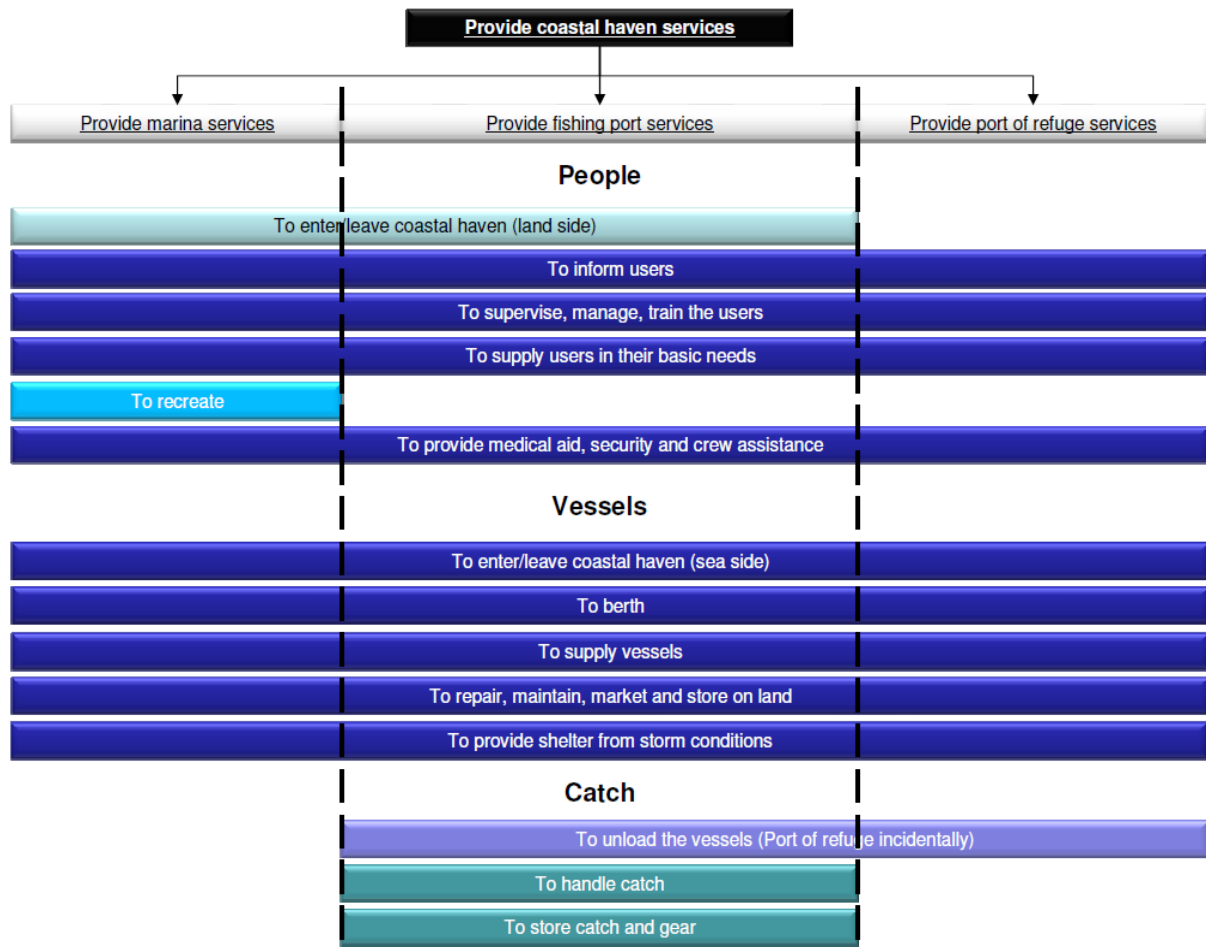 Provide coastal haven services
Provide marina services
Provide fishing port services
Provide port of refuge services
People
To enter/leave coastal haven (land side)
To inform users
To supervise, manage, train the users
To supply users in their basic needs
To recreate
To provide medical aid, security and crew assistance
Vessels
To enter/leave coastal haven (sea side)
To berth
To supply vessels
To repair, maintain, market and store on land
To provide shelter from storm conditions
Catch
To unload the vessels (Port of refuge incidentally)
To handle catch
To store catch and gear